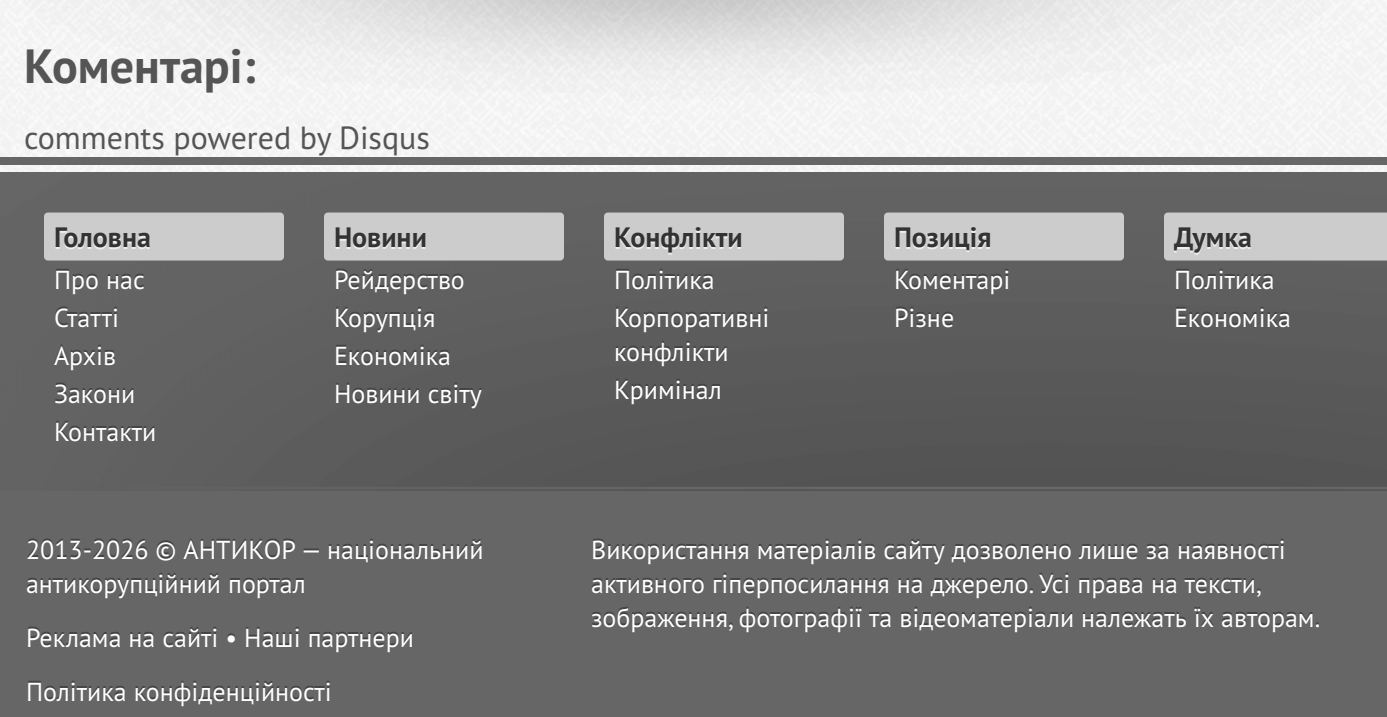 Коментарі:
comments powered by Disqus
Головна
Про нас
Статті
Архів
Закони
Контакти
Новини
Рейдерство
Корупція
Економіка
Новини світу
Конфлікти
Політика
Корпоративні
конфлікти
Кримінал
Позиція
Коментарі
Різне
Думка
Політика
Економіка
2013-2026 © АНТИКОР — національний
антикорупційний портал
Реклама на сайті • Наші партнери
Політика конфіденційності
Використання матеріалів сайту дозволено лише за наявності
активного гіперпосилання на джерело. Усі права на тексти,
зображення, фотографії та відеоматеріали належать їх авторам.